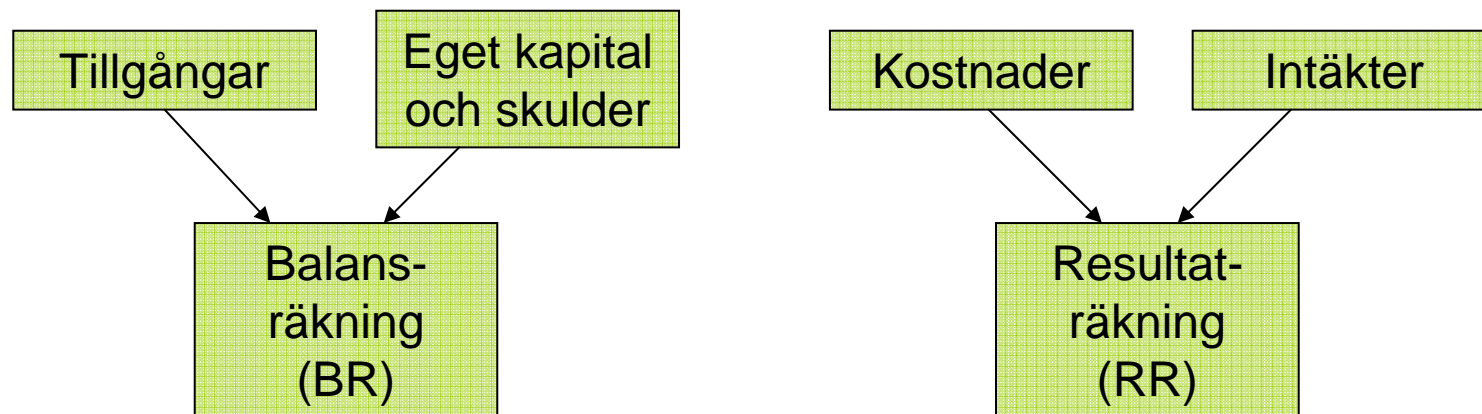 Tillgångar
Eget kapital
och skulder
Kostnader
Intäkter
Balans-
räkning
(BR)
Resultat-
räkning
(RR)